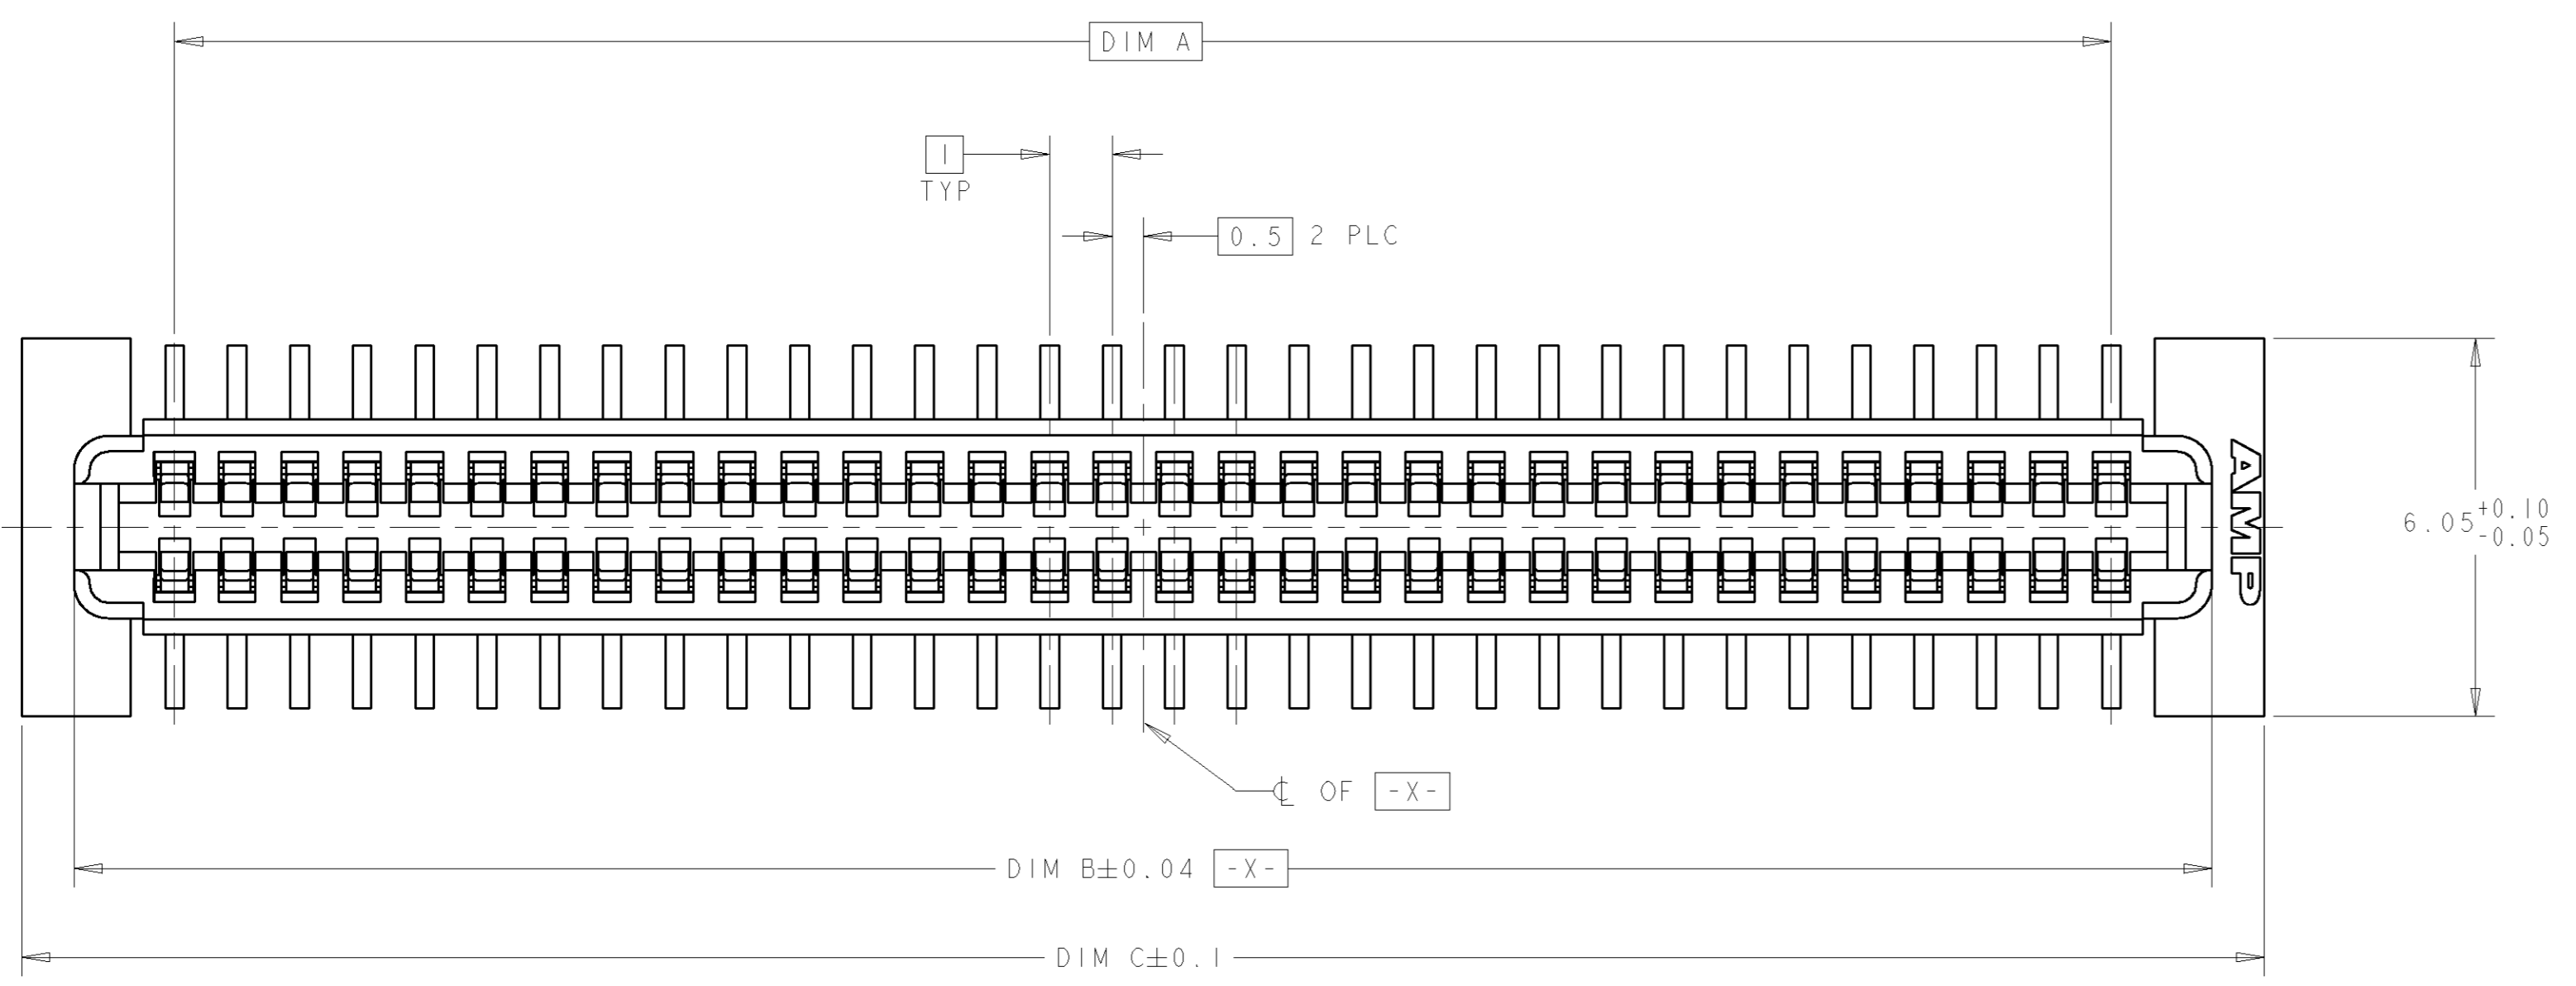 DIM A
1
TYP
0.5 2 PLC
AMP
6.05 +0.10
-0.05
℄ OF -X-
DIM B±0.04 -X-
DIM C±0.1